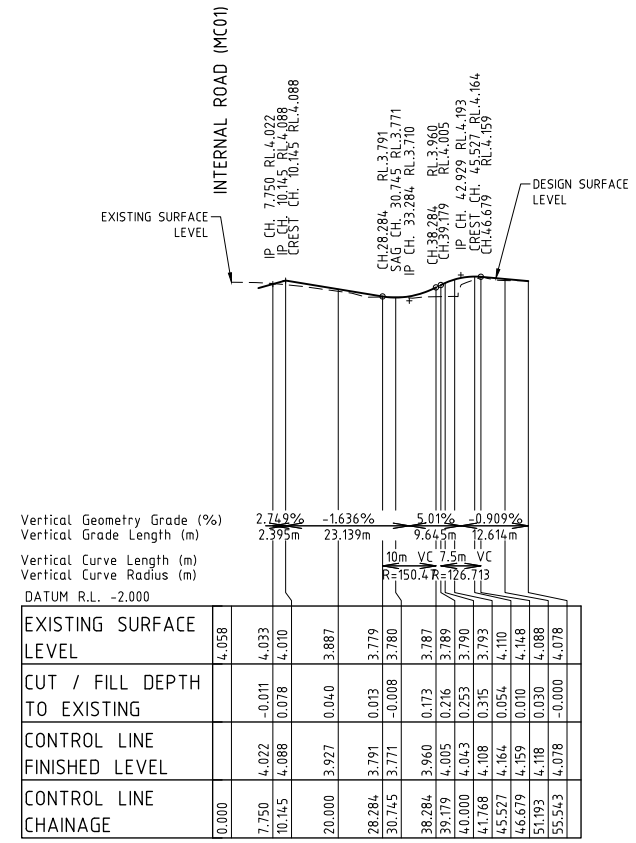 INTERNAL ROAD (MC01)
IP CH. 7.750 RL.4.022
IP CH. 10.145 RL.4.088
CREST CH. 10.145 RL.4.088
CH.28.284 RL.3.791
SAG CH. 30.745 RL.3.771
IP CH. 33.284 RL.3.710
CH.38.284 RL.3.960
CH.39.179 RL.4.005
IP CH. 42.929 RL.4.193
CREST CH. 45.527 RL.4.164
CH.46.679 RL.4.159
DESIGN SURFACE
LEVEL
EXISTING SURFACE
LEVEL
Vertical Geometry Grade (%) 2.749% -1.636% 5.01% -0.909%
Vertical Grade Length (m) 2.395m 23.139m 9.645m 12.614m
Vertical Curve Length (m) 10m VC 7.5m VC
Vertical Curve Radius (m) R=150.47 R=126.713
DATUM R.L. -2.000
EXISTING SURFACE
LEVEL
4.058 4.033 4.010 3.887 3.779 3.780 3.787 3.789 3.790 3.793 4.110 4.148 4.088 4.078
CUT / FILL DEPTH
TO EXISTING
-0.011 0.078 0.040 0.013 -0.008 0.173 0.216 0.253 0.315 0.054 0.010 0.030 -0.000
CONTROL LINE
FINISHED LEVEL
4.022 4.088 3.927 3.791 3.771 3.960 4.005 4.043 4.108 4.164 4.159 4.118 4.078
CONTROL LINE
CHAINAGE
0.000 7.750 10.145 20.000 28.284 30.745 38.284 39.179 40.000 41.768 45.527 46.679 51.193 55.543